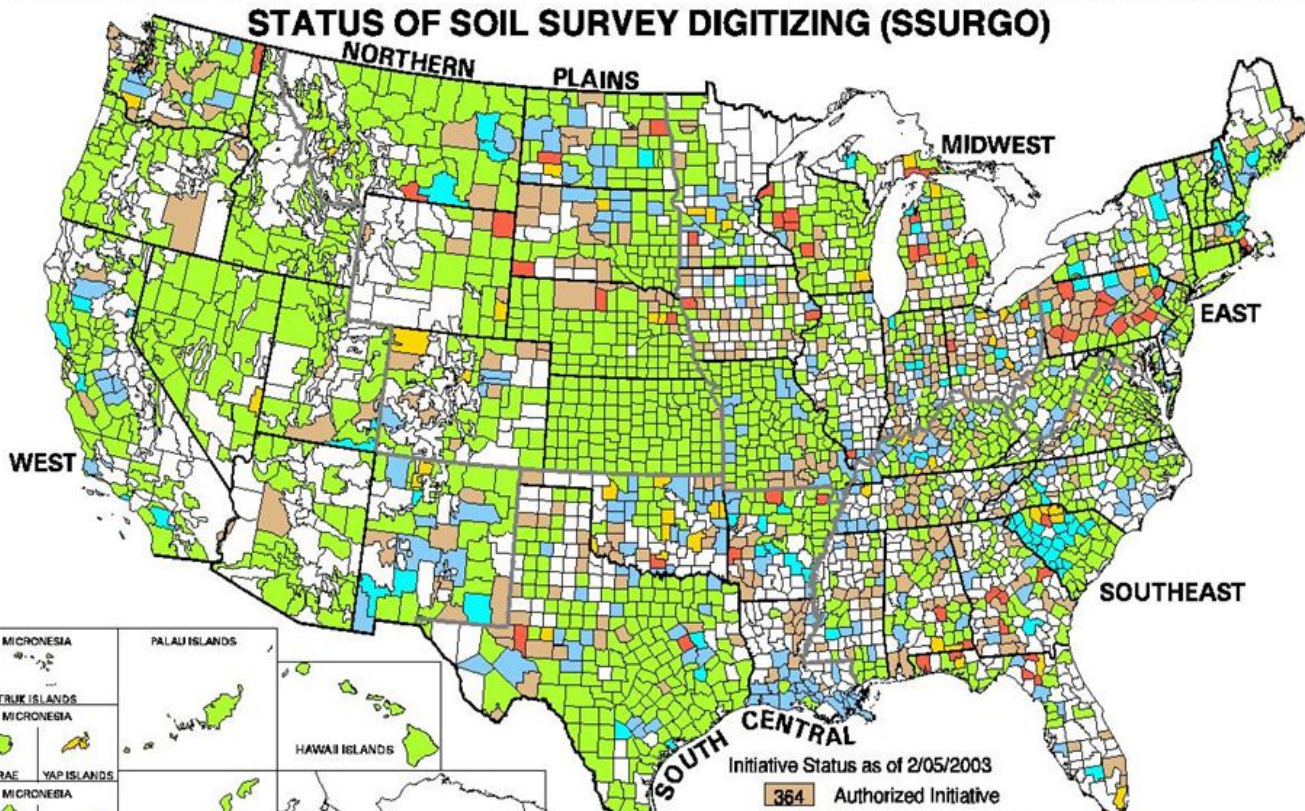 STATUS OF SOIL SURVEY DIGITIZING (SSURGO)
NORTHERN PLAINS
MIDWEST
EAST
WEST
SOUTHEAST
SOUTH CENTRAL
MICRONESIA
TRUK ISLANDS
MICRONESIA
RAE
YAP ISLANDS
MICRONESIA
PALAU ISLANDS
HAWAII ISLANDS
Initiative Status as of 2/05/2003
364 Authorized Initiative